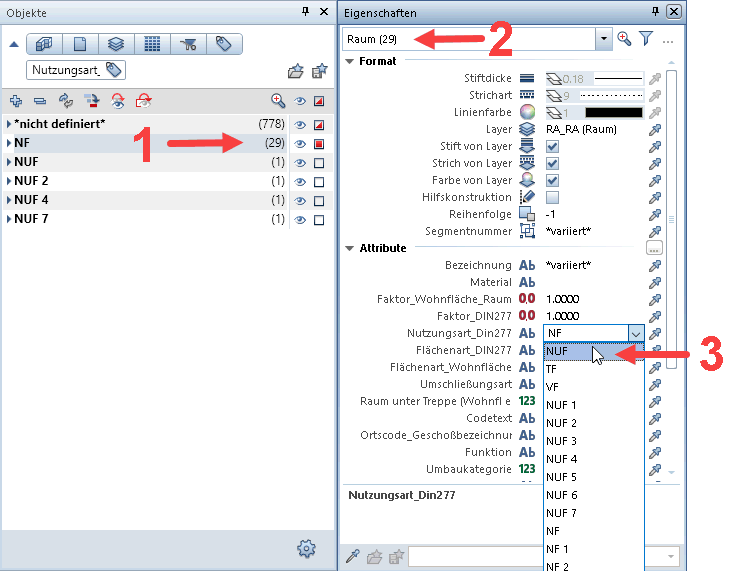 Objekte
Nutzungsart_
*nicht definiert* (778)
NF (29)
NUF (1)
NUF 2 (1)
NUF 4 (1)
NUF 7 (1)
1
Eigenschaften
Raum (29)
2
...
Format
Stiftdicke 0.18
Strichart 9
Linienfarbe 1
Layer RA_RA (Raum)
Stift von Layer
Strich von Layer
Farbe von Layer
Hilfskonstruktion
Reihenfolge -1
Segmentnummer *variiert*
Attribute ...
Bezeichnung Ab *variiert*
Material Ab
Faktor_Wohnfläche_Raum 0,0 1.0000
Faktor_DIN277 0,0 1.0000
Nutzungsart_Din277 Ab NF
Flächenart_DIN277 Ab
Flächenart_Wohnfläche Ab
Umschließungsart Ab
Raum unter Treppe (Wohnfl e 123
Codetext Ab
Ortscode_Geschoßbezeichnur Ab
Funktion Ab
Umbaukategorie 123
NUF
TF
VF
NUF 1
NUF 2
NUF 3
NUF 4
NUF 5
NUF 6
NUF 7
NF
NF 1
NF 2
3
Nutzungsart_Din277